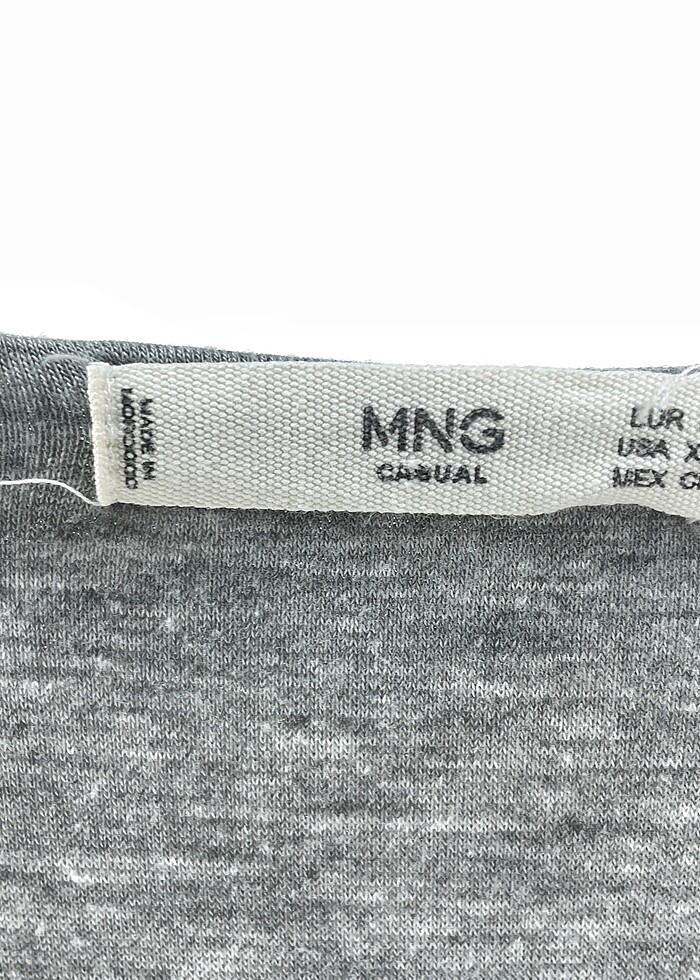 MADE IN
MOROCCO
MNG
CASUAL
EUR
USA X
MEX C